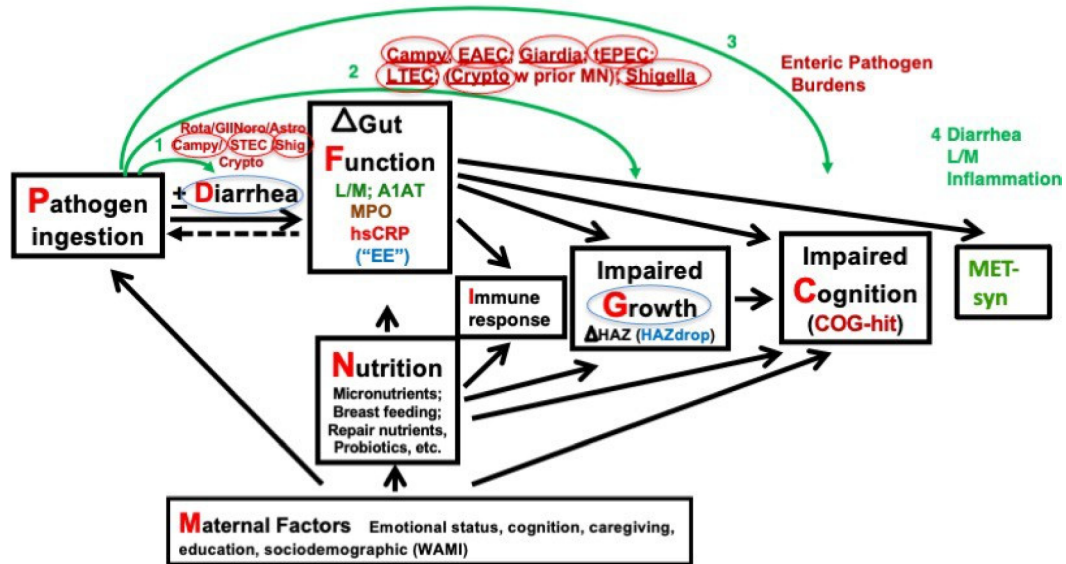 3
Campy; EAEC; Giardia; tEPEC;
2
LTEC; (Crypto w prior MN); Shigella
Enteric Pathogen
Burdens
Rota/GIINoro/Astro
1 Campy/ STEC /Shig
Crypto
ΔGut
Function
L/M; A1AT
MPO
hsCRP
("EE")
4 Diarrhea
L/M
Inflammation
Pathogen
ingestion
± Diarrhea
Immune
response
Impaired
Growth
ΔHAZ (HAZdrop)
Impaired
Cognition
(COG-hit)
MET-
syn
Nutrition
Micronutrients;
Breast feeding;
Repair nutrients,
Probiotics, etc.
Maternal Factors Emotional status, cognition, caregiving,
education, sociodemographic (WAMI)